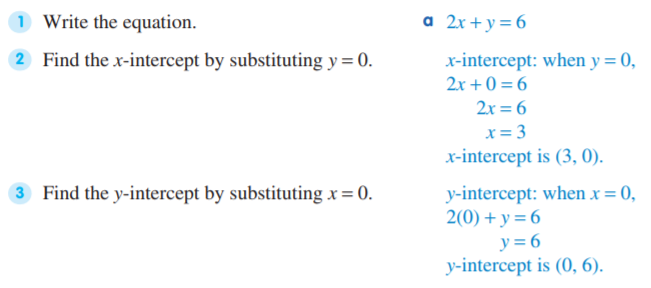 1 Write the equation.
a 2x + y = 6
2 Find the x-intercept by substituting y = 0.
x-intercept: when y = 0,
2x + 0 = 6
2x = 6
x = 3
x-intercept is (3, 0).
3 Find the y-intercept by substituting x = 0.
y-intercept: when x = 0,
2(0) + y = 6
y = 6
y-intercept is (0, 6).